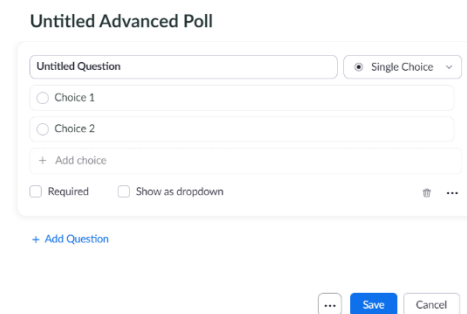 Untitled Advanced Poll
Untitled Question
Single Choice
Choice 1
Choice 2
+ Add choice
Required
Show as dropdown
+ Add Question
Save
Cancel